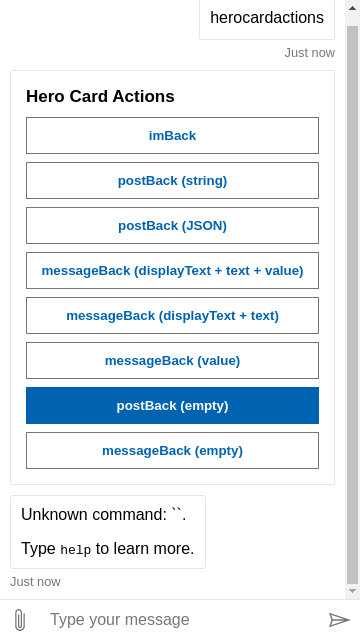 herocardactions
Just now
Hero Card Actions
imBack
postBack (string)
postBack (JSON)
messageBack (displayText + text + value)
messageBack (displayText + text)
messageBack (value)
postBack (empty)
messageBack (empty)
Unknown command: ``.
Type help to learn more.
Just now
Type your message